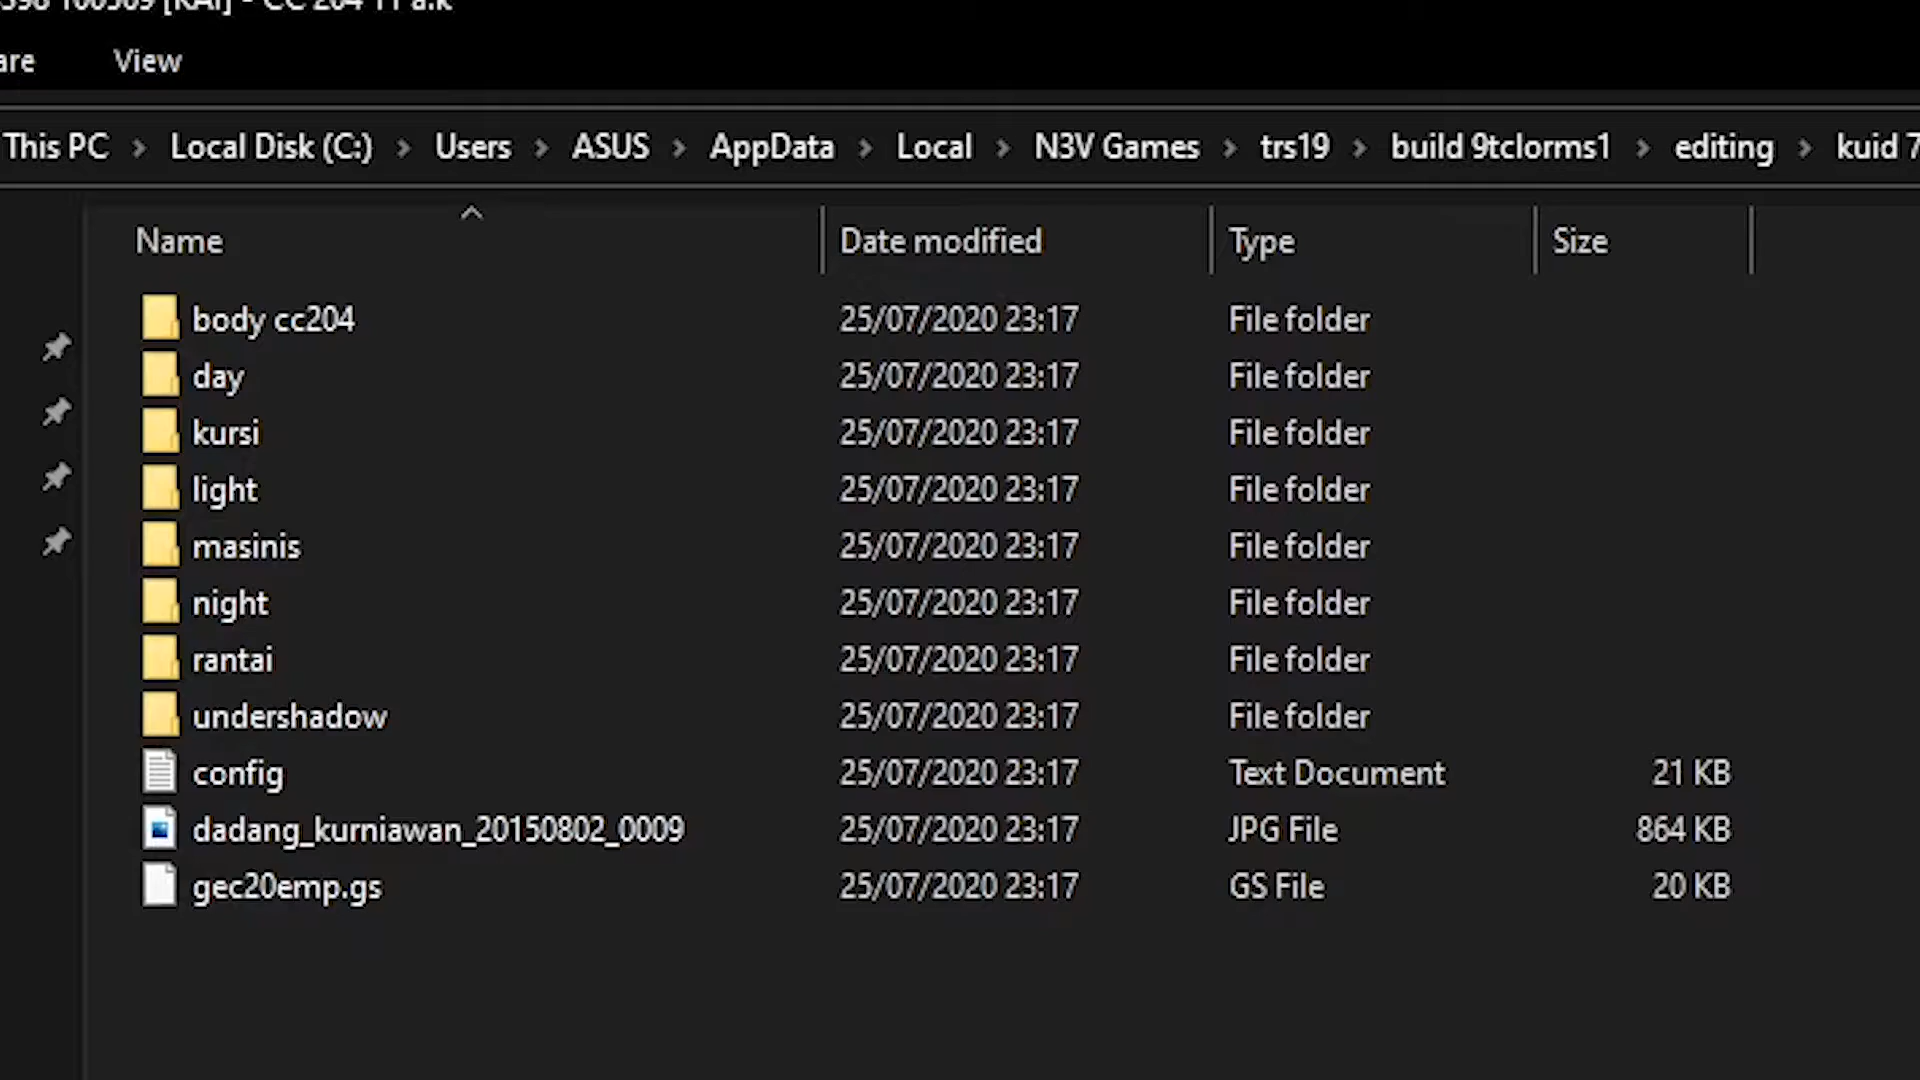 [KAI] - CC 204 11 a.k
View
This PC > Local Disk (C:) > Users > ASUS > AppData > Local > N3V Games > trs19 > build 9tclorms1 > editing > kuid 7
Name Date modified Type Size
body cc204 25/07/2020 23:17 File folder
day 25/07/2020 23:17 File folder
kursi 25/07/2020 23:17 File folder
light 25/07/2020 23:17 File folder
masinis 25/07/2020 23:17 File folder
night 25/07/2020 23:17 File folder
rantai 25/07/2020 23:17 File folder
undershadow 25/07/2020 23:17 File folder
config 25/07/2020 23:17 Text Document 21 KB
dadang_kurniawan_20150802_0009 25/07/2020 23:17 JPG File 864 KB
gec20emp.gs 25/07/2020 23:17 GS File 20 KB